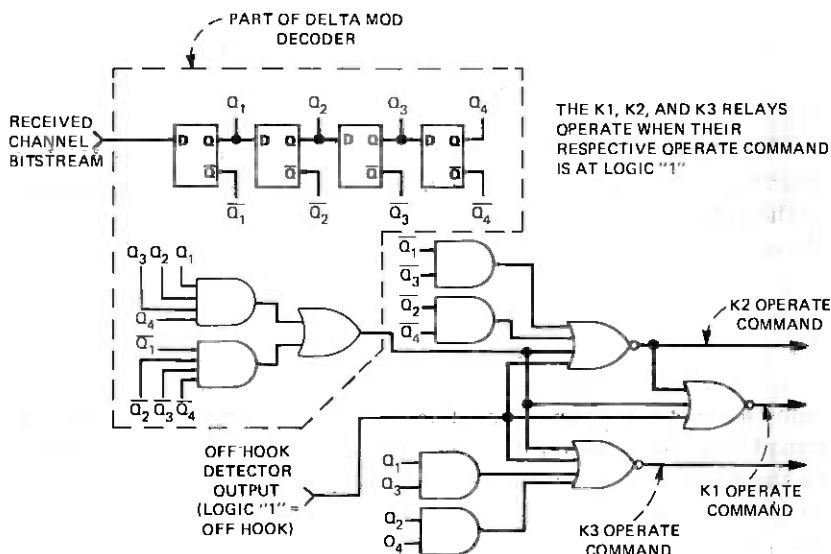 PART OF DELTA MOD
DECODER
RECEIVED
CHANNEL
BITSTREAM
D Q
Q̅
D Q
Q̅
D Q
Q̅
D Q
Q̅
Q₁
Q₂
Q₃
Q₄
Q̅₁
Q̅₂
Q̅₃
Q̅₄
THE K1, K2, AND K3 RELAYS
OPERATE WHEN THEIR
RESPECTIVE OPERATE COMMAND
IS AT LOGIC "1"
Q₃ Q₂ Q₁
Q₄
Q̅₁
Q̅₂ Q̅₃ Q̅₄
Q̅₁
Q̅₃
Q̅₂
Q̅₄
K2 OPERATE
COMMAND
OFF HOOK
DETECTOR
OUTPUT
(LOGIC "1" =
OFF HOOK)
Q₁
Q₃
Q₂
Q₄
K3 OPERATE
COMMAND
K1 OPERATE
COMMAND